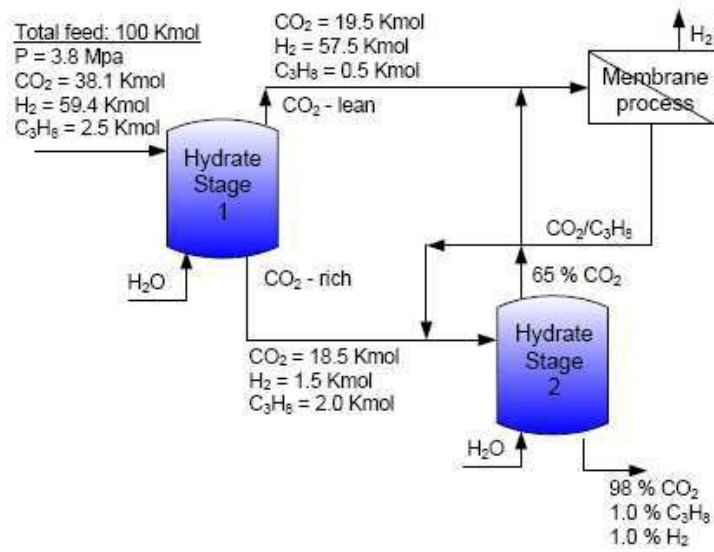 Total feed: 100 Kmol
P = 3.8 Mpa
CO₂ = 38.1 Kmol
H₂ = 59.4 Kmol
C₃H₈ = 2.5 Kmol
CO₂ = 19.5 Kmol
H₂ = 57.5 Kmol
C₃H₈ = 0.5 Kmol
CO₂ - lean
H₂
Membrane
process
Hydrate
Stage
1
H₂O
CO₂ - rich
CO₂/C₃H₈
65 % CO₂
CO₂ = 18.5 Kmol
H₂ = 1.5 Kmol
C₃H₈ = 2.0 Kmol
Hydrate
Stage
2
H₂O
98 % CO₂
1.0 % C₃H₈
1.0 % H₂